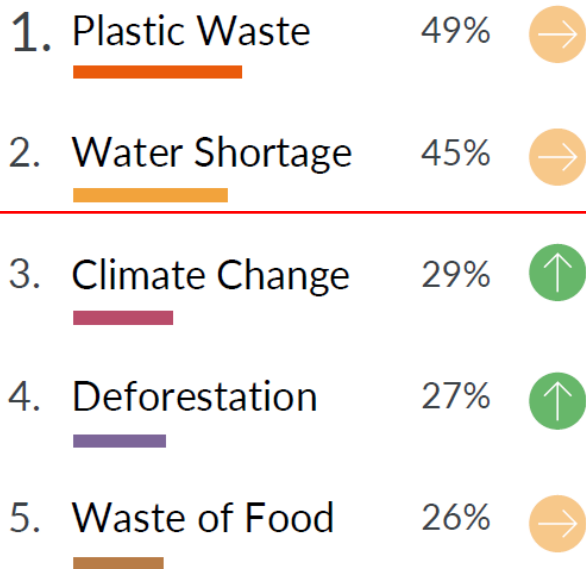 1. Plastic Waste 49%
2. Water Shortage 45%
3. Climate Change 29%
4. Deforestation 27%
5. Waste of Food 26%